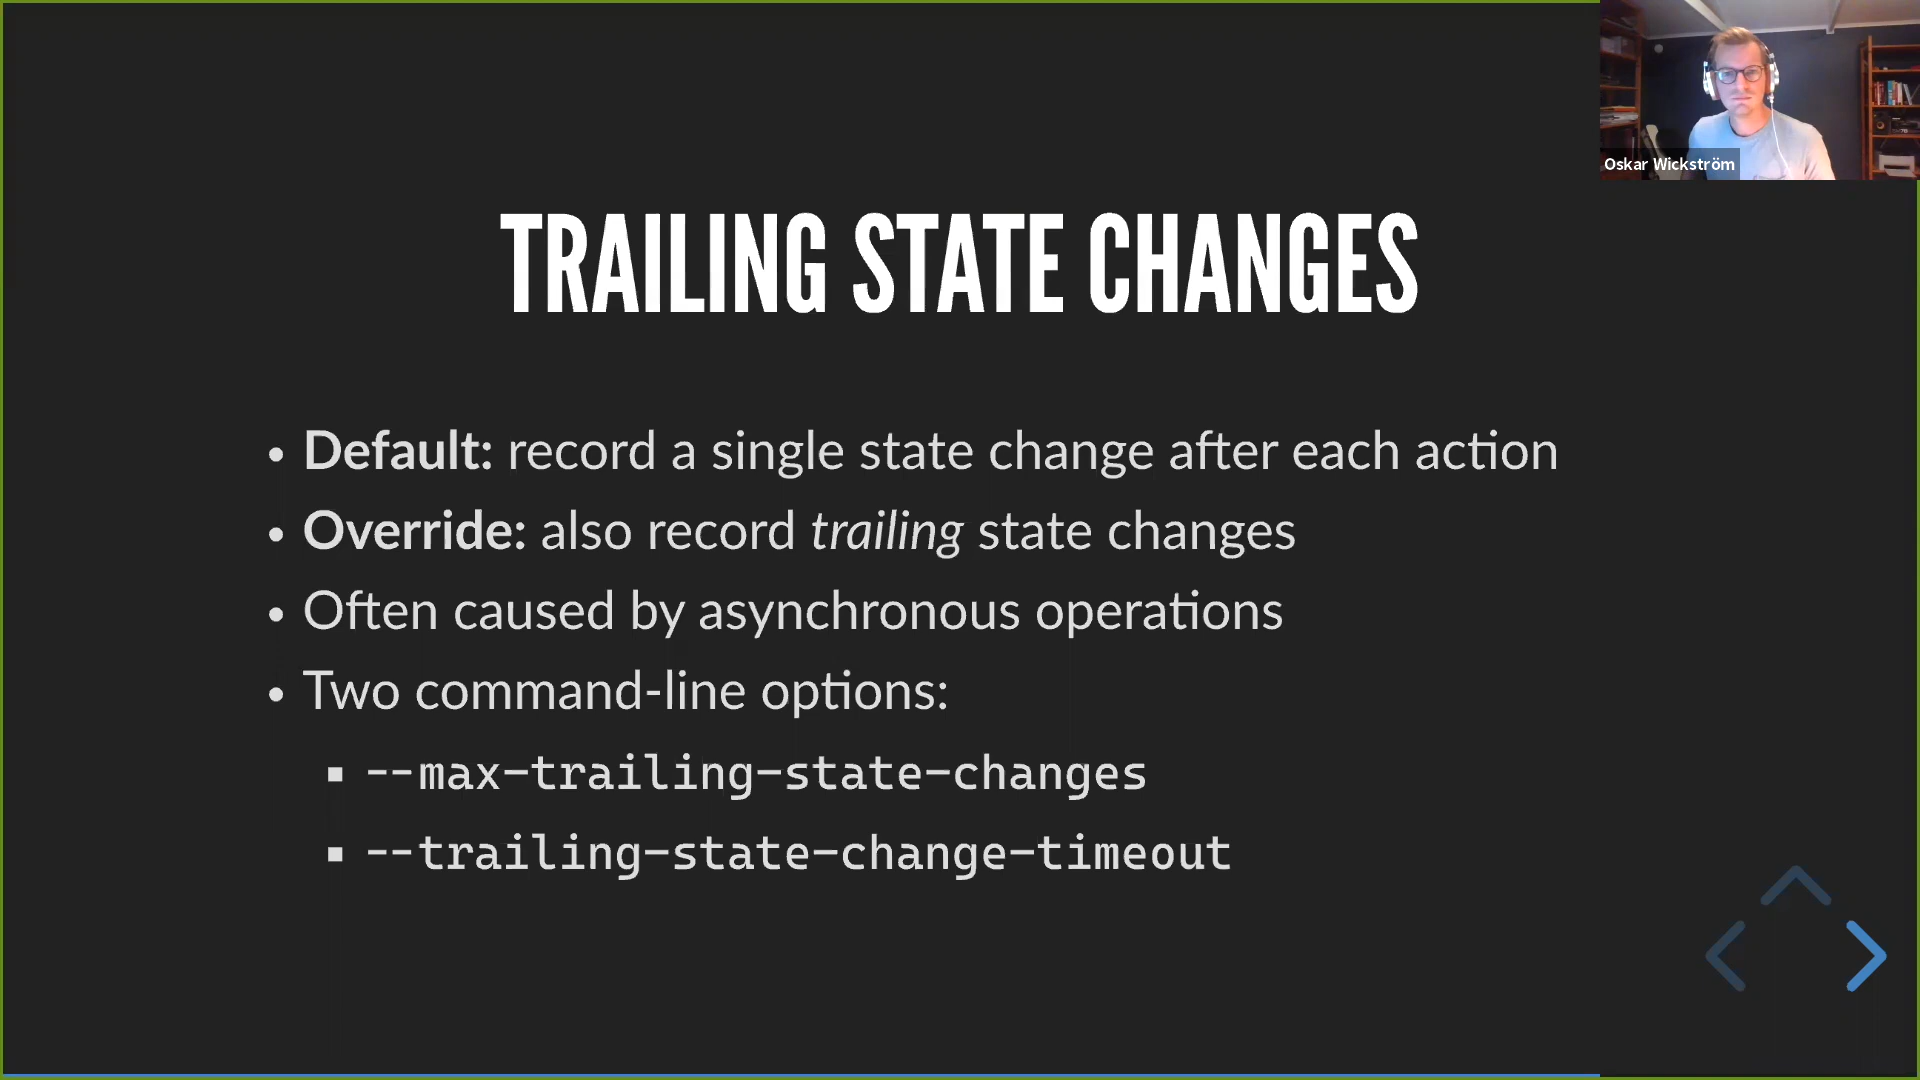 Oskar Wickström
TRAILING STATE CHANGES
• Default: record a single state change after each action
• Override: also record trailing state changes
• Often caused by asynchronous operations
• Two command-line options:
▪ --max-trailing-state-changes
▪ --trailing-state-change-timeout